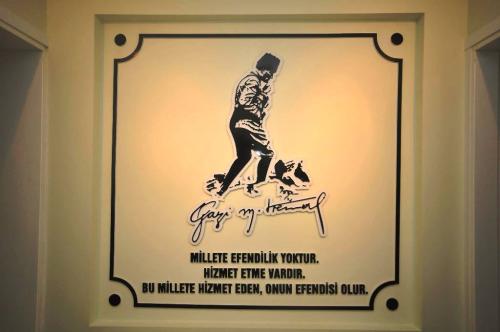 Gazi M. Kemal
MİLLETE EFENDİLİK YOKTUR.
HİZMET ETME VARDIR.
BU MİLLETE HİZMET EDEN, ONUN EFENDİSİ OLUR.